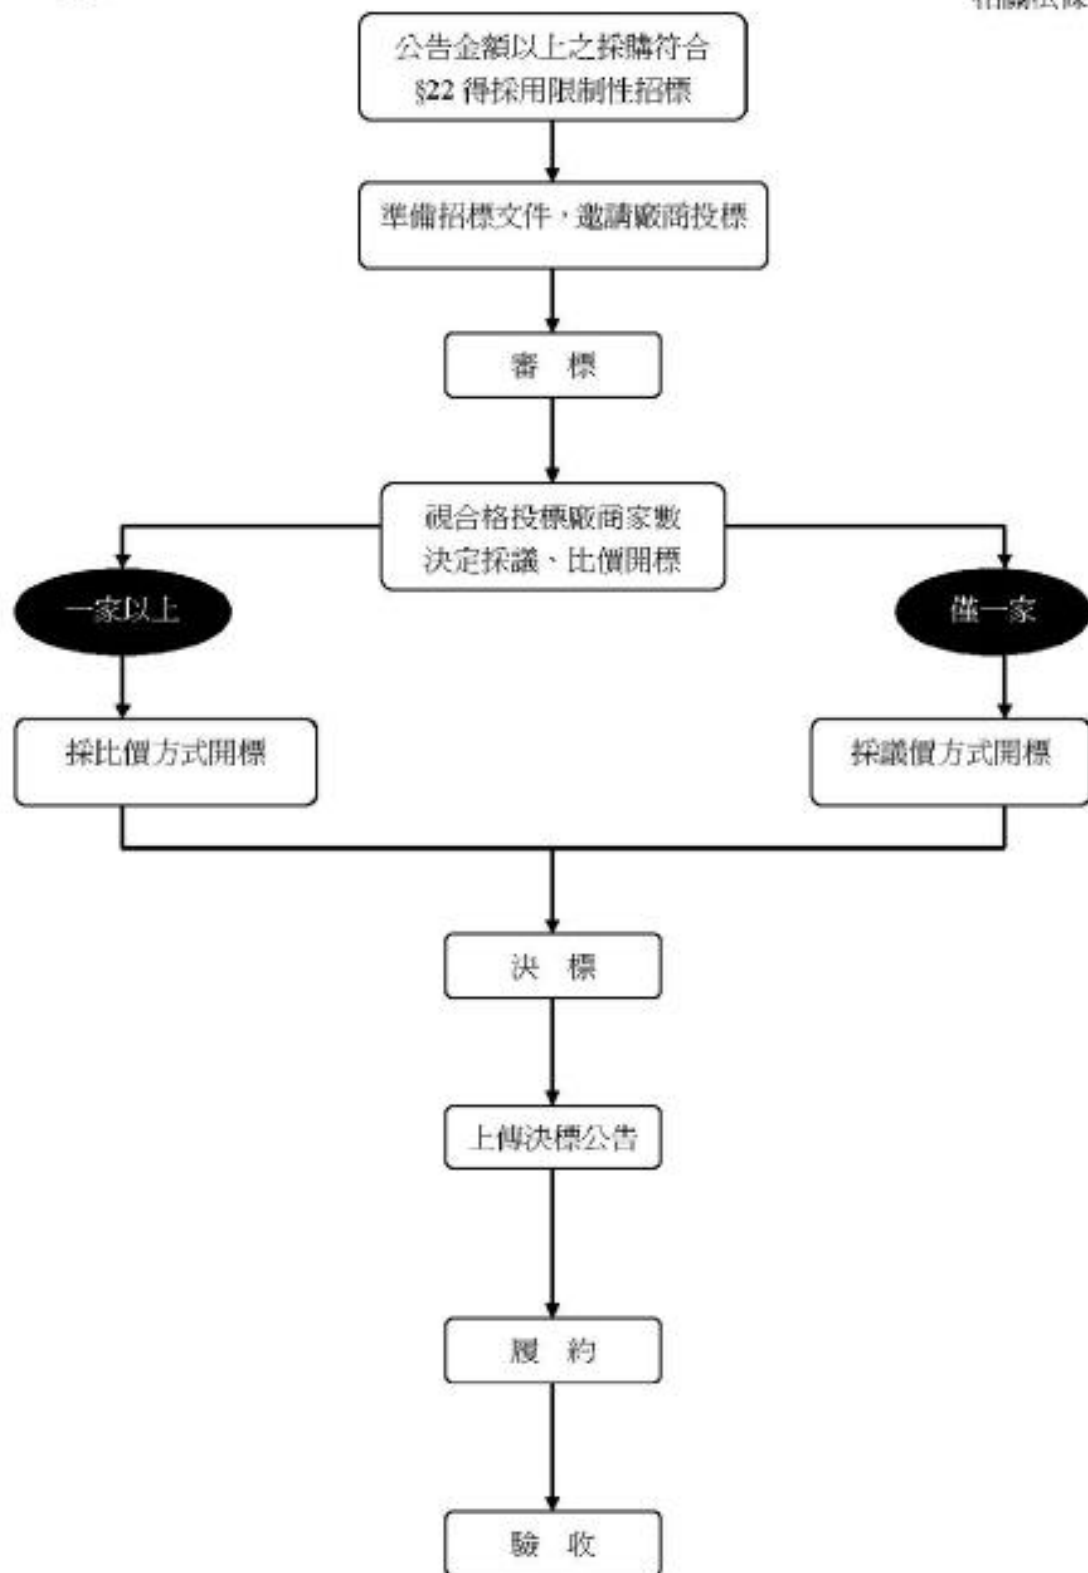 公告金額以上之採購符合
§22 得採用限制性招標
準備招標文件，邀請廠商投標
審 標
視合格投標廠商家數
決定採議、比價開標
一家以上
僅一家
採比價方式開標
採議價方式開標
決 標
上傳決標公告
履 約
驗 收